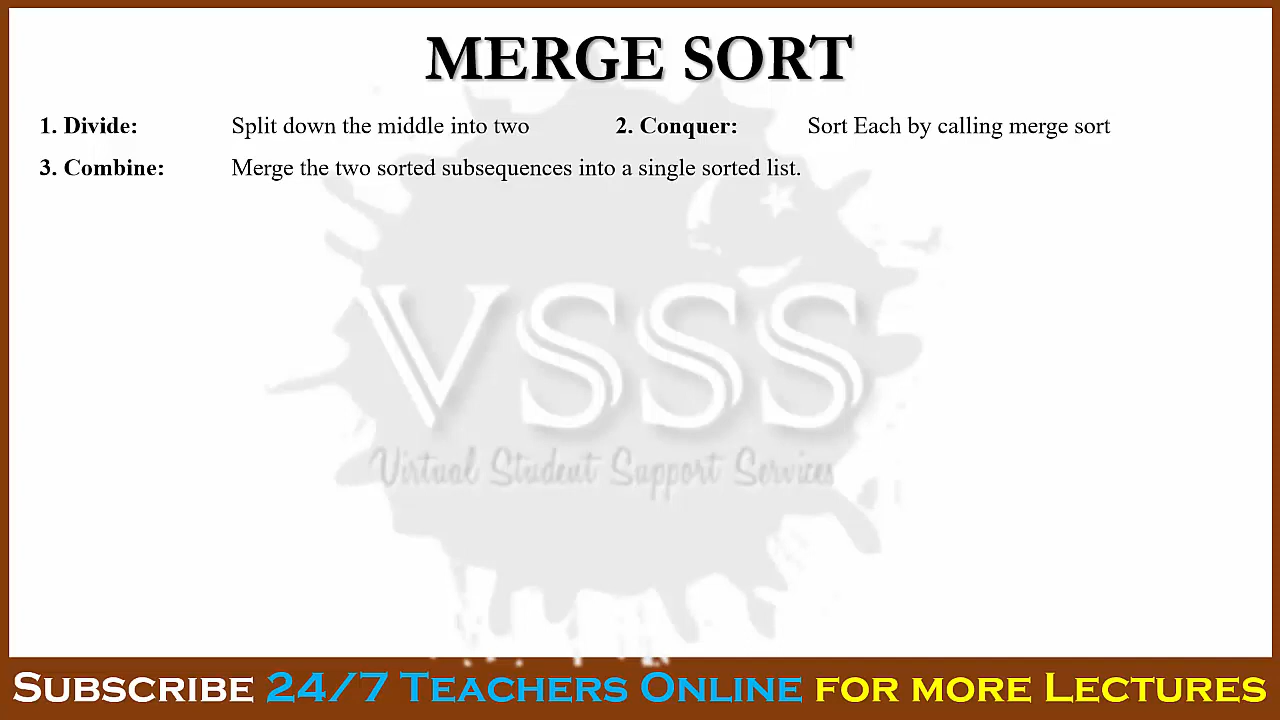 MERGE SORT
1. Divide: Split down the middle into two 2. Conquer: Sort Each by calling merge sort
3. Combine: Merge the two sorted subsequences into a single sorted list.
VSSS
Virtual Student Support Services
SUBSCRIBE 24/7 TEACHERS ONLINE FOR MORE LECTURES